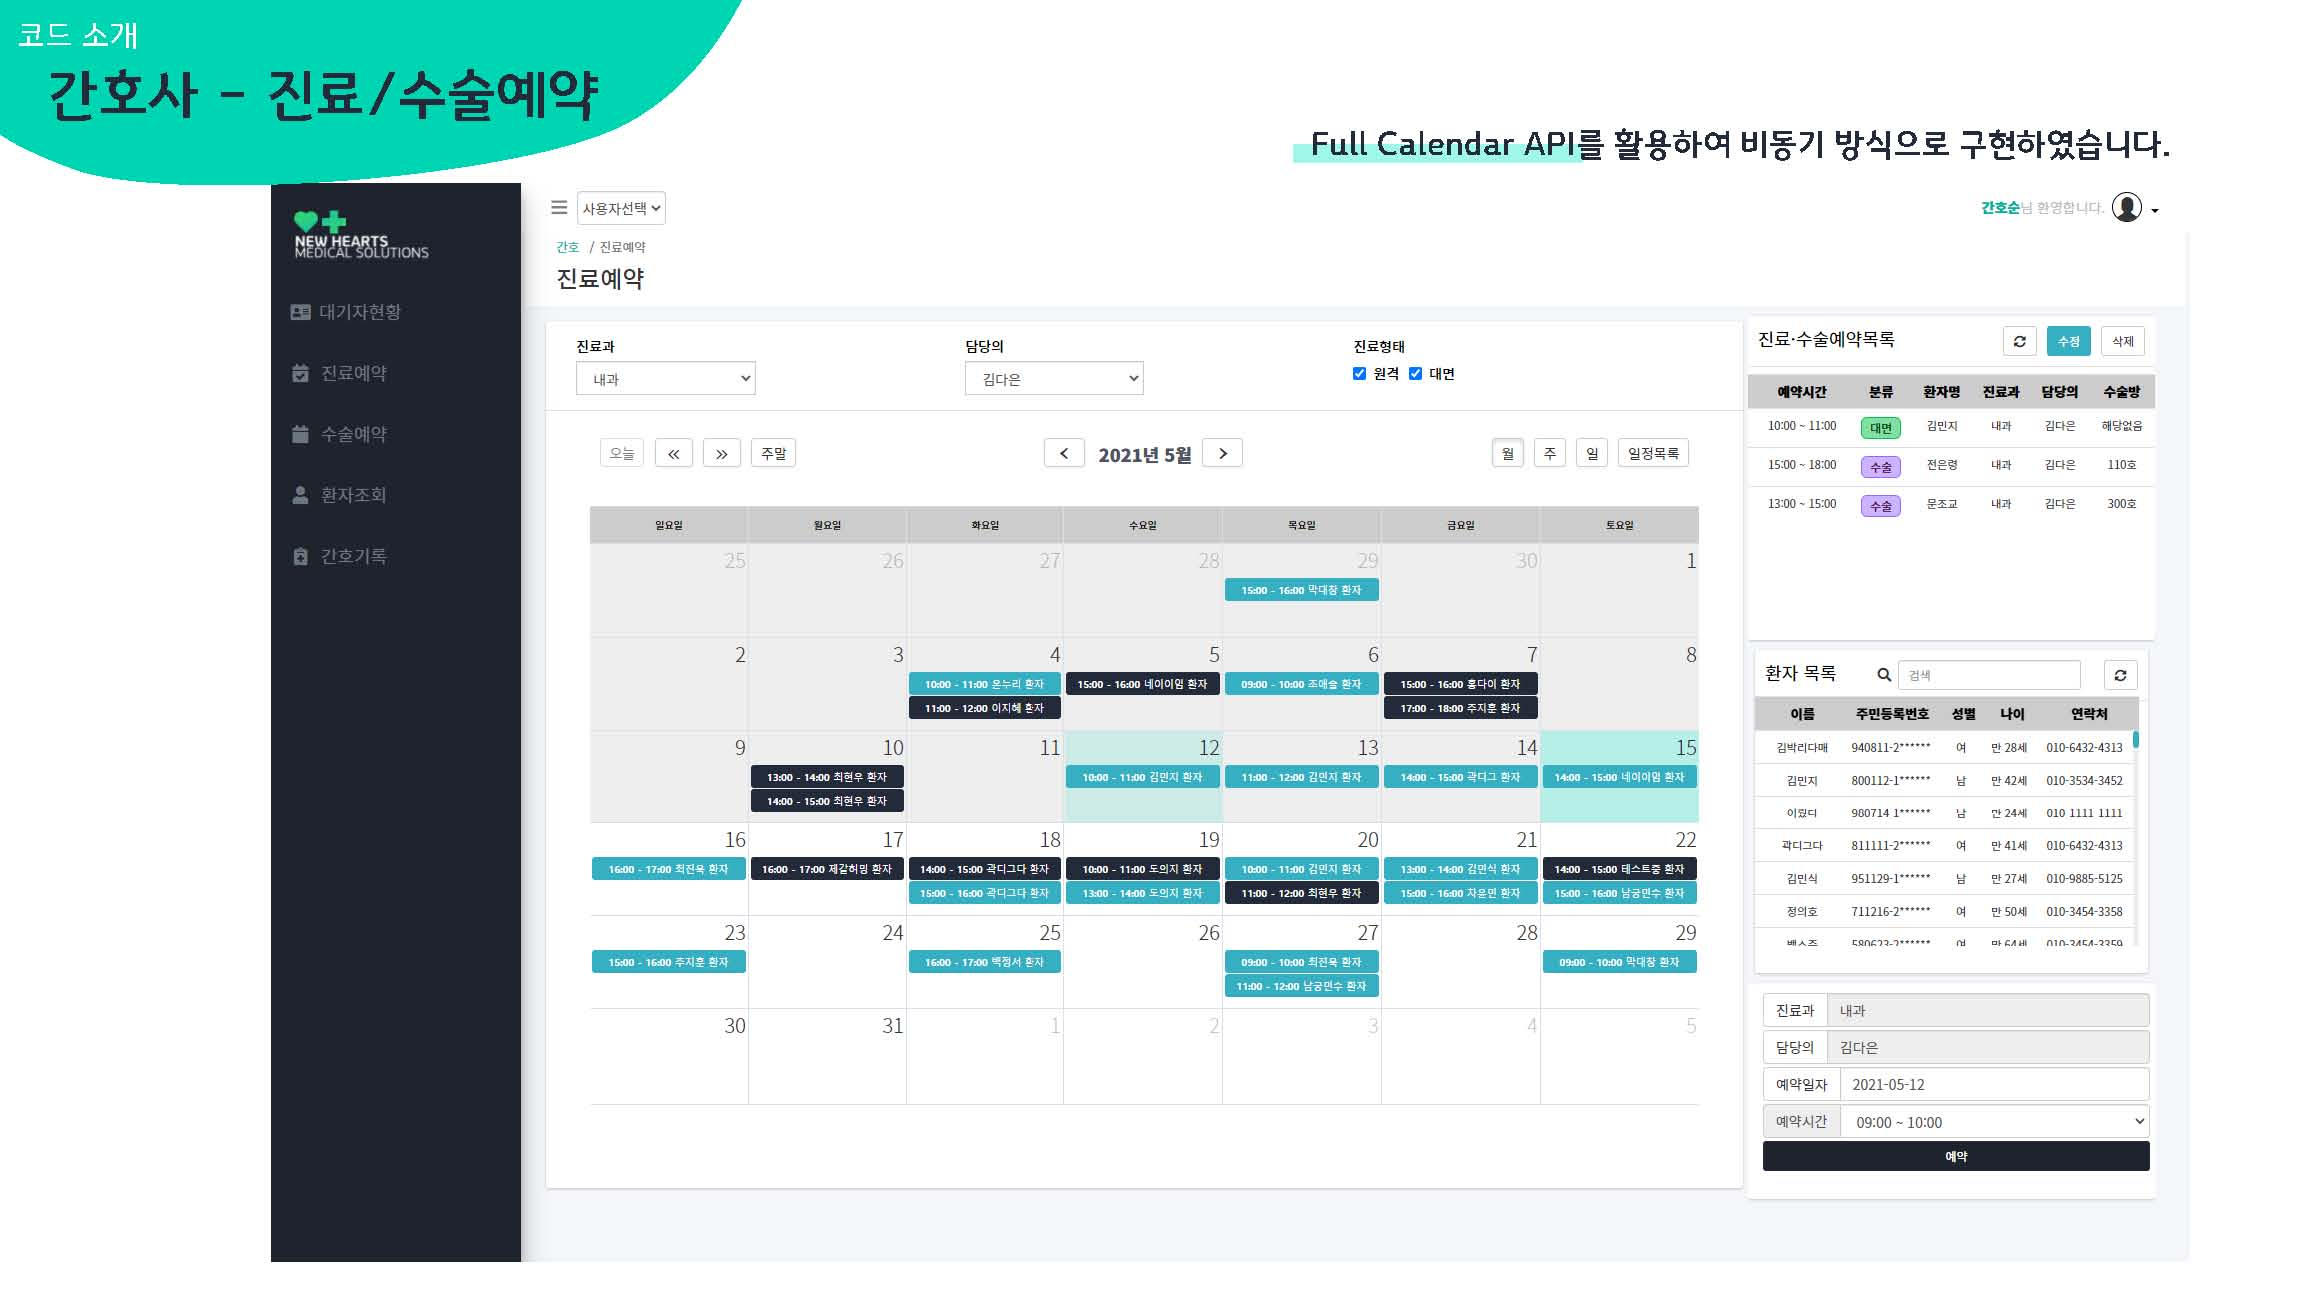 코드 소개
간호사 - 진료/수술예약
Full Calendar API를 활용하여 비동기 방식으로 구현하였습니다.
NEW HEARTS
MEDICAL SOLUTIONS
대기자현황
진료예약
수술예약
환자조회
간호기록
사용자선택
간호순님 환영합니다.
간호 / 진료예약
진료예약
진료과
내과
담당의
김다은
진료형태
원격 대면
오늘 « » 주말
< 2021년 5월 >
월 주 일 일정목록
일요일 월요일 화요일 수요일 목요일 금요일 토요일
25 26 27 28 29 30 1
15:00 - 16:00 막대창 환자
2 3 4 5 6 7 8
10:00 - 11:00 온누리 환자 15:00 - 16:00 네이이임 환자 09:00 - 10:00 조애솔 환자 15:00 - 16:00 홍다이 환자
11:00 - 12:00 이지혜 환자 17:00 - 18:00 주지훈 환자
9 10 11 12 13 14 15
13:00 - 14:00 최현우 환자 10:00 - 11:00 김민지 환자 11:00 - 12:00 김민지 환자 14:00 - 15:00 곽디그 환자 14:00 - 15:00 네이이임 환자
14:00 - 15:00 최현우 환자
16 17 18 19 20 21 22
16:00 - 17:00 최진욱 환자 16:00 - 17:00 제갈허밍 환자 14:00 - 15:00 곽디그다 환자 10:00 - 11:00 도의지 환자 10:00 - 11:00 김민지 환자 13:00 - 14:00 김민식 환자 14:00 - 15:00 테스트중 환자
15:00 - 16:00 곽디그다 환자 13:00 - 14:00 도의지 환자 11:00 - 12:00 최현우 환자 15:00 - 16:00 차윤민 환자 15:00 - 16:00 남궁민수 환자
23 24 25 26 27 28 29
15:00 - 16:00 주지훈 환자 16:00 - 17:00 백정서 환자 09:00 - 10:00 최진욱 환자 09:00 - 10:00 막대창 환자
11:00 - 12:00 남궁민수 환자
30 31 1 2 3 4 5
진료·수술예약목록 수정 삭제
예약시간 분류 환자명 진료과 담당의 수술방
10:00 ~ 11:00 대면 김민지 내과 김다은 해당없음
15:00 ~ 18:00 수술 전은령 내과 김다은 110호
13:00 ~ 15:00 수술 문조교 내과 김다은 300호
환자 목록 검색
이름 주민등록번호 성별 나이 연락처
김박리다매 940811-2****** 여 만 28세 010-6432-4313
김민지 800112-1****** 남 만 42세 010-3534-3452
980714 1****** 남 만 24세 010 1111 1111
곽디그다 811111-2****** 여 만 41세 010-6432-4313
김민식 951129-1****** 남 만 27세 010-9885-5125
정의호 711216-2****** 여 만 50세 010-3454-3358
580623-2****** 여 만 64세 010-3454-3359
진료과 내과
담당의 김다은
예약일자 2021-05-12
예약시간 09:00 ~ 10:00
예약